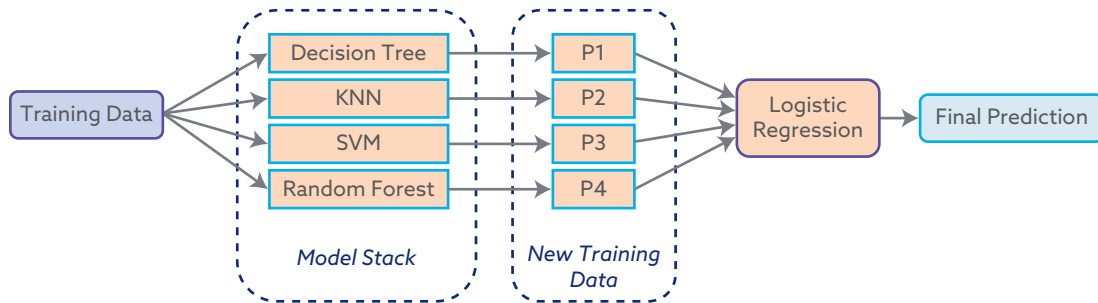 Training Data
Decision Tree
KNN
SVM
Random Forest
Model Stack
P1
P2
P3
P4
New Training
Data
Logistic
Regression
Final Prediction